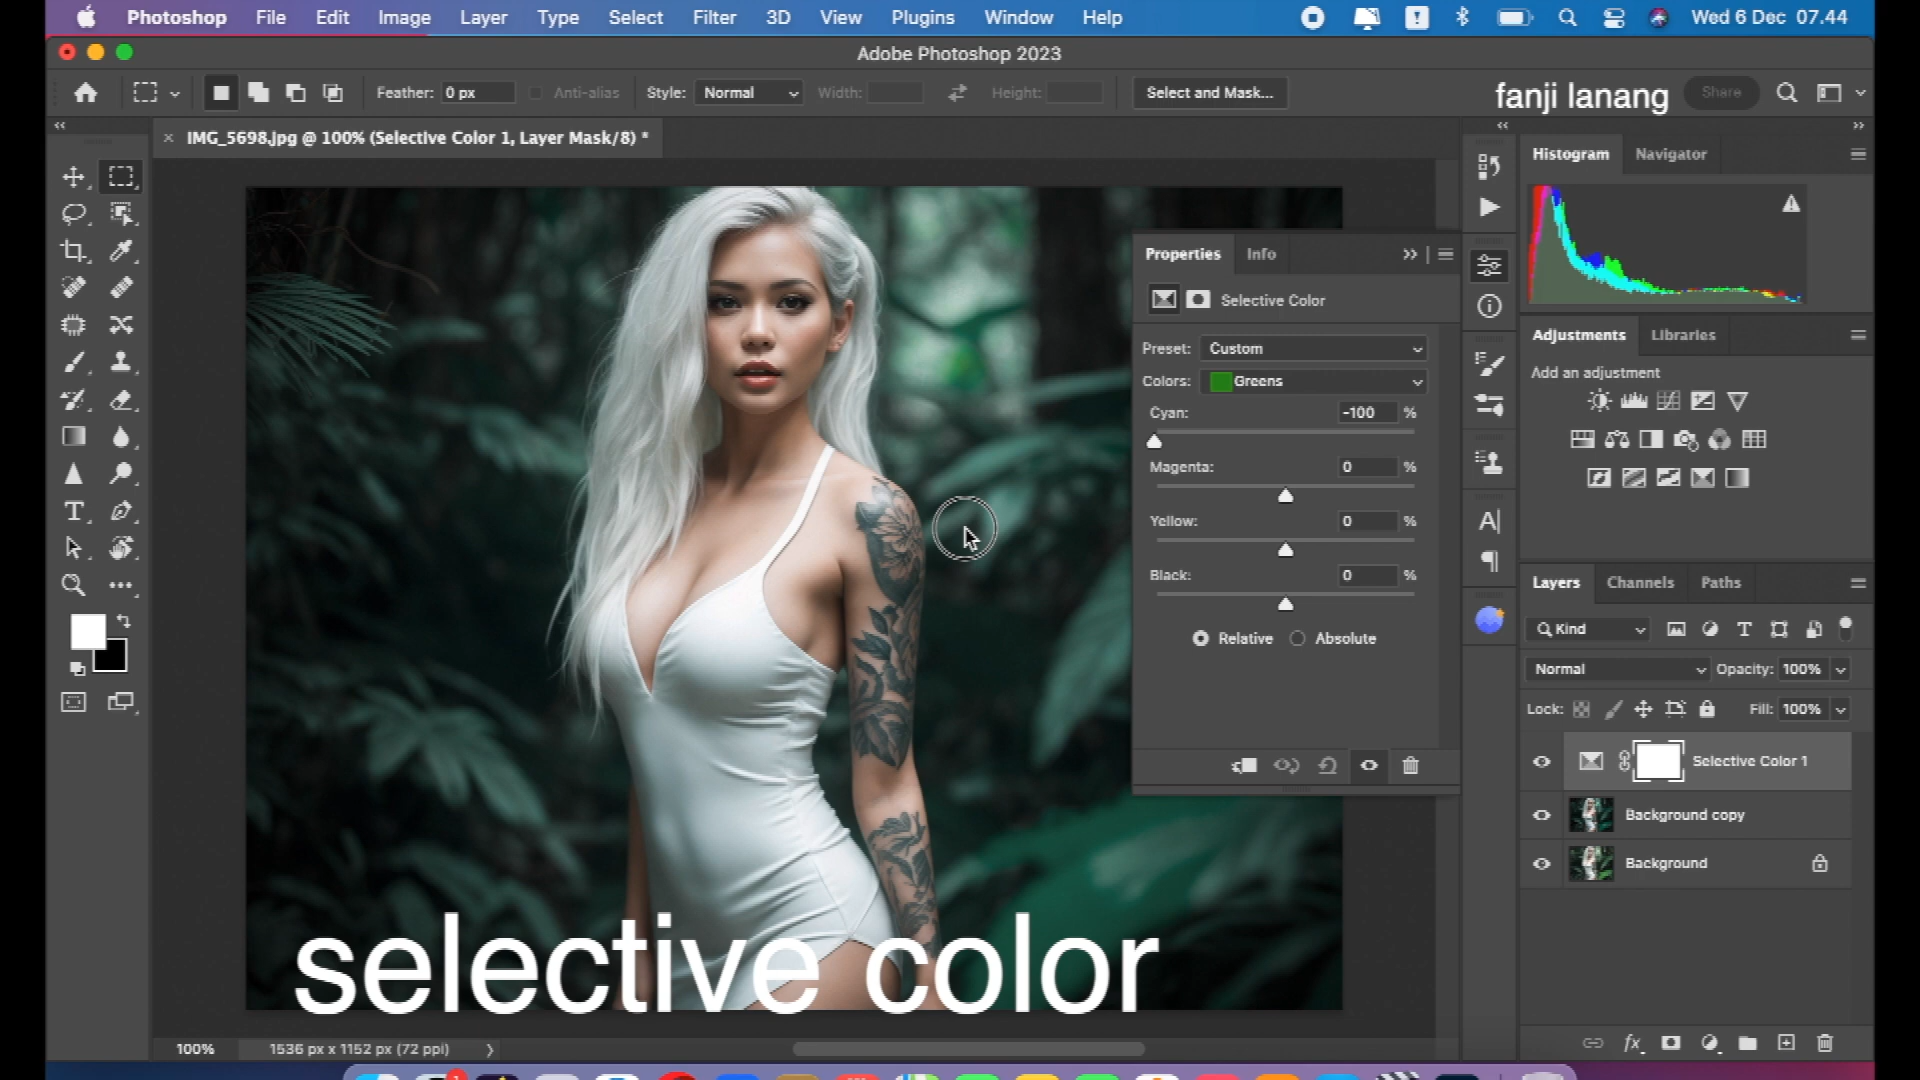 Photoshop File Edit Image Layer Type Select Filter 3D View Plugins Window Help Wed 6 Dec 07.44
Adobe Photoshop 2023
Feather: 0 px Anti-alias Style: Normal Width: Height: Select and Mask... fanji lanang Share
IMG_5698.jpg @ 100% (Selective Color 1, Layer Mask/8) *
Histogram Navigator
Properties Info
Selective Color
Preset: Custom
Colors: Greens
Cyan: -100 %
Magenta: 0 %
Yellow: 0 %
Black: 0 %
Relative Absolute
Adjustments Libraries
Add an adjustment
Layers Channels Paths
Kind
Normal Opacity: 100%
Lock: Fill: 100%
Selective Color 1
Background copy
Background
selective color
100% 1536 px x 1152 px (72 ppi)